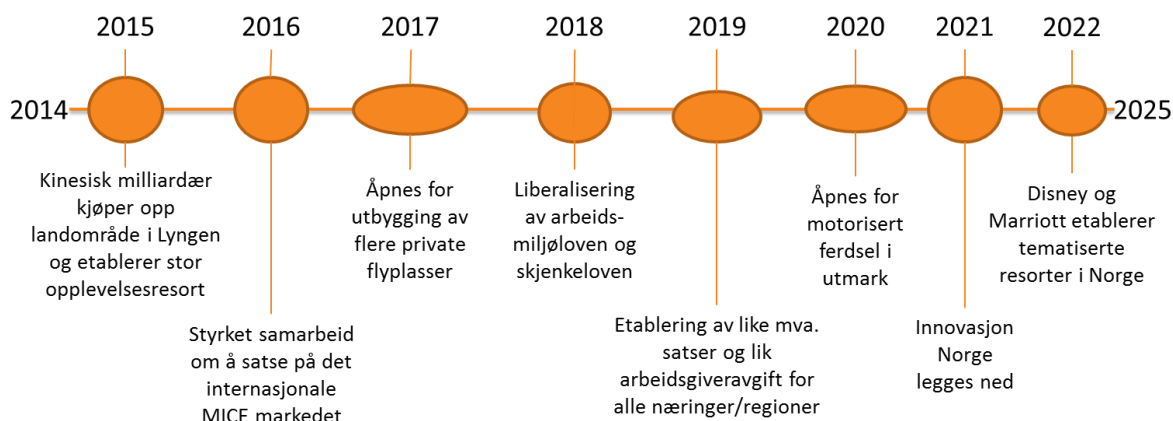 2015
2016
2017
2018
2019
2020
2021
2022
2014
2025
Kinesisk milliardær
kjøper opp
landområde i Lyngen
og etablerer stor
opplevelsesresort
Styrket samarbeid
om å satse på det
internasjonale
MICE markedet
Åpnes for
utbygging av
flere private
flyplasser
Liberalisering
av arbeids-
miljøloven og
skjenkeloven
Etablering av like mva.
satser og lik
arbeidsgiveravgift for
alle næringer/regioner
Åpnes for
motorisert
ferdsel i
utmark
Innovasjon
Norge
legges ned
Disney og
Marriott etablerer
tematiserte
resorter i Norge